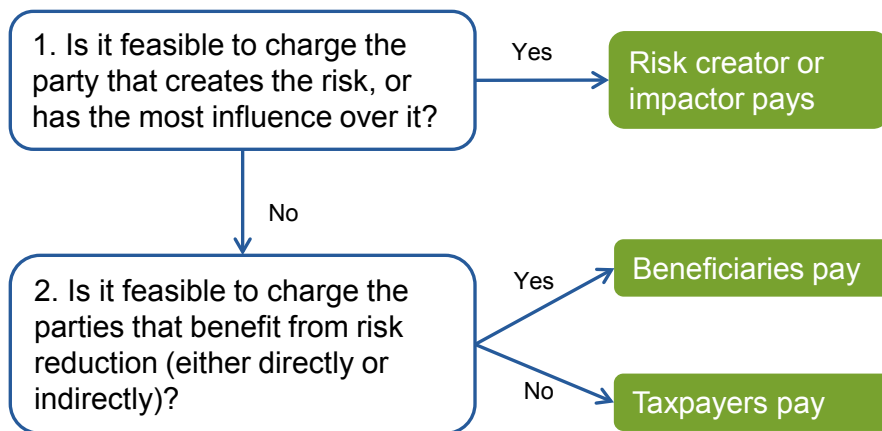 1. Is it feasible to charge the
party that creates the risk, or
has the most influence over it?
Yes
Risk creator or
impactor pays
No
2. Is it feasible to charge the
parties that benefit from risk
reduction (either directly or
indirectly)?
Yes
Beneficiaries pay
No
Taxpayers pay